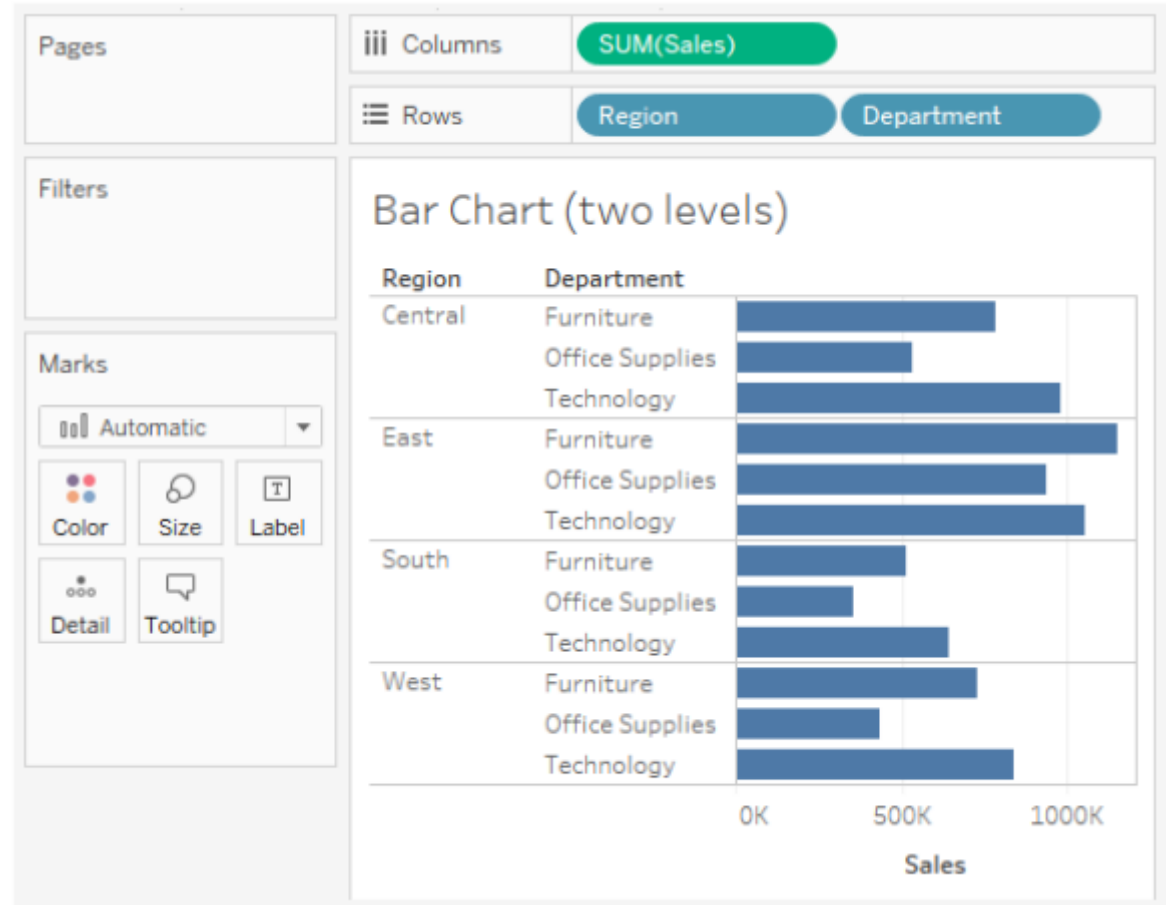 Pages
Columns SUM(Sales)
Rows Region Department
Filters
Bar Chart (two levels)
Region Department
Central Furniture
Office Supplies
Technology
East Furniture
Office Supplies
Technology
South Furniture
Office Supplies
Technology
West Furniture
Office Supplies
Technology
0K 500K 1000K
Sales
Marks
Automatic
Color Size T Label
Detail Tooltip